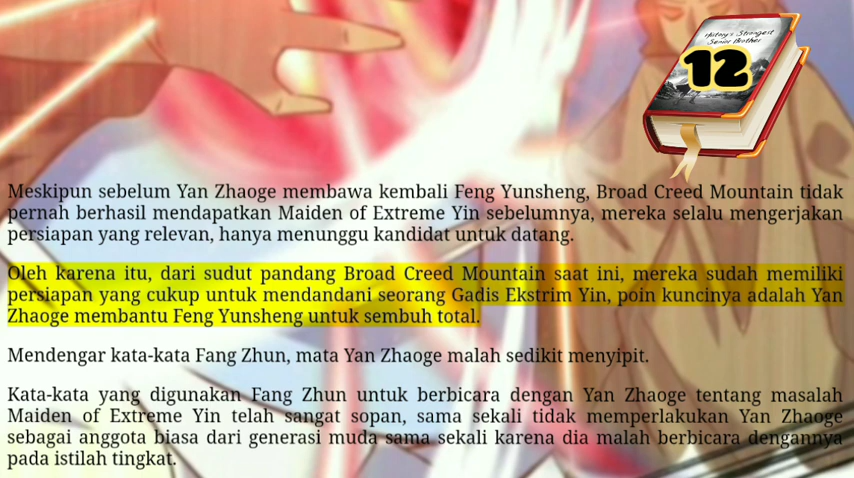 History's Strongest
Senior Brother
12
Meskipun sebelum Yan Zhaoge membawa kembali Feng Yunsheng, Broad Creed Mountain tidak
pernah berhasil mendapatkan Maiden of Extreme Yin sebelumnya, mereka selalu mengerjakan
persiapan yang relevan, hanya menunggu kandidat untuk datang.
Oleh karena itu, dari sudut pandang Broad Creed Mountain saat ini, mereka sudah memiliki
persiapan yang cukup untuk mendandani seorang Gadis Ekstrim Yin, poin kuncinya adalah Yan
Zhaoge membantu Feng Yunsheng untuk sembuh total.
Mendengar kata-kata Fang Zhun, mata Yan Zhaoge malah sedikit menyipit.
Kata-kata yang digunakan Fang Zhun untuk berbicara dengan Yan Zhaoge tentang masalah
Maiden of Extreme Yin telah sangat sopan, sama sekali tidak memperlakukan Yan Zhaoge
sebagai anggota biasa dari generasi muda sama sekali karena dia malah berbicara dengannya
pada istilah tingkat.